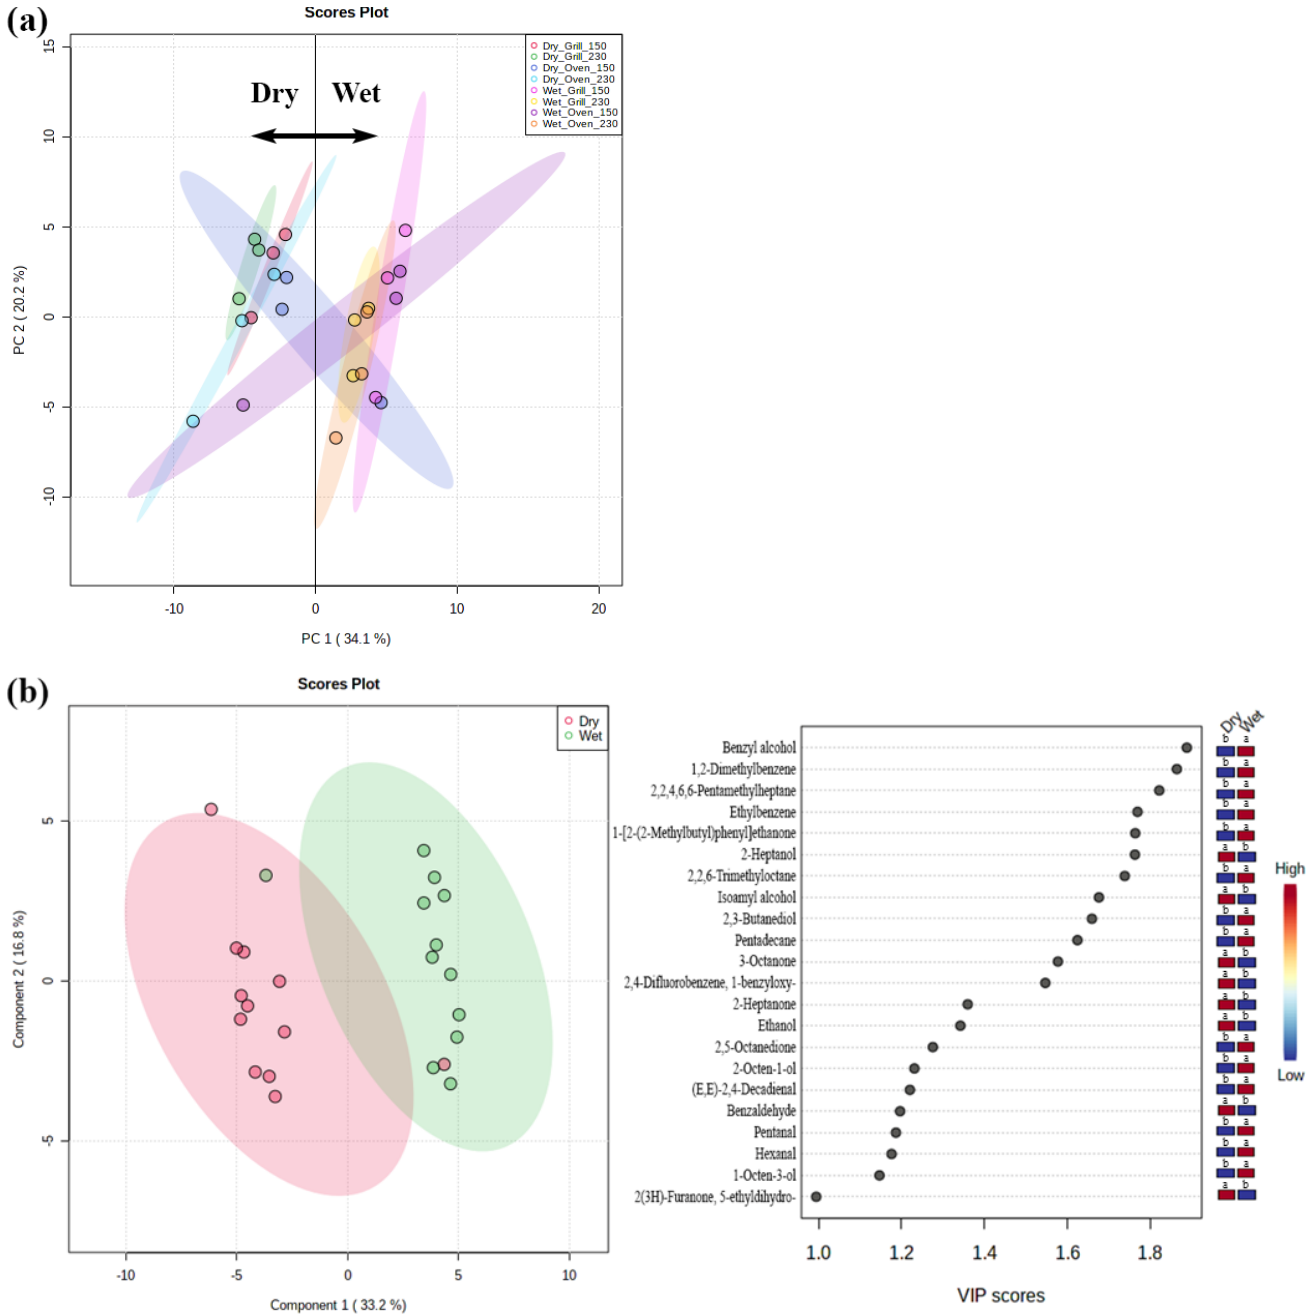 (a)
Scores Plot
Dry_Grill_150
Dry_Grill_230
Dry_Oven_150
Dry_Oven_230
Wet_Grill_150
Wet_Grill_230
Wet_Oven_150
Wet_Oven_230
Dry Wet
15
10
5
0
-5
-10
PC 2 ( 20.2 %)
-10 0 10 20
PC 1 ( 34.1 %)
(b)
Scores Plot
Dry
Wet
5
0
-5
Component 2 ( 16.8 %)
-10 -5 0 5 10
Component 1 ( 33.2 %)
Dry Wet
Benzyl alcohol b a
1,2-Dimethylbenzene b a
2,2,4,6,6-Pentamethylheptane b a
Ethylbenzene b a
1-[2-(2-Methylbutyl)phenyl]ethanone b a
2-Heptanol a b
2,2,6-Trimethyloctane b a
Isoamyl alcohol a b
2,3-Butanediol b a
Pentadecane b a
3-Octanone a b
2,4-Difluorobenzene, 1-benzyloxy- a b
2-Heptanone a b
Ethanol a b
2,5-Octanedione b a
2-Octen-1-ol b a
(E,E)-2,4-Decadienal b a
Benzaldehyde a b
Pentanal b a
Hexanal b a
1-Octen-3-ol b a
2(3H)-Furanone, 5-ethyldihydro- a b
1.0 1.2 1.4 1.6 1.8
VIP scores
High
Low